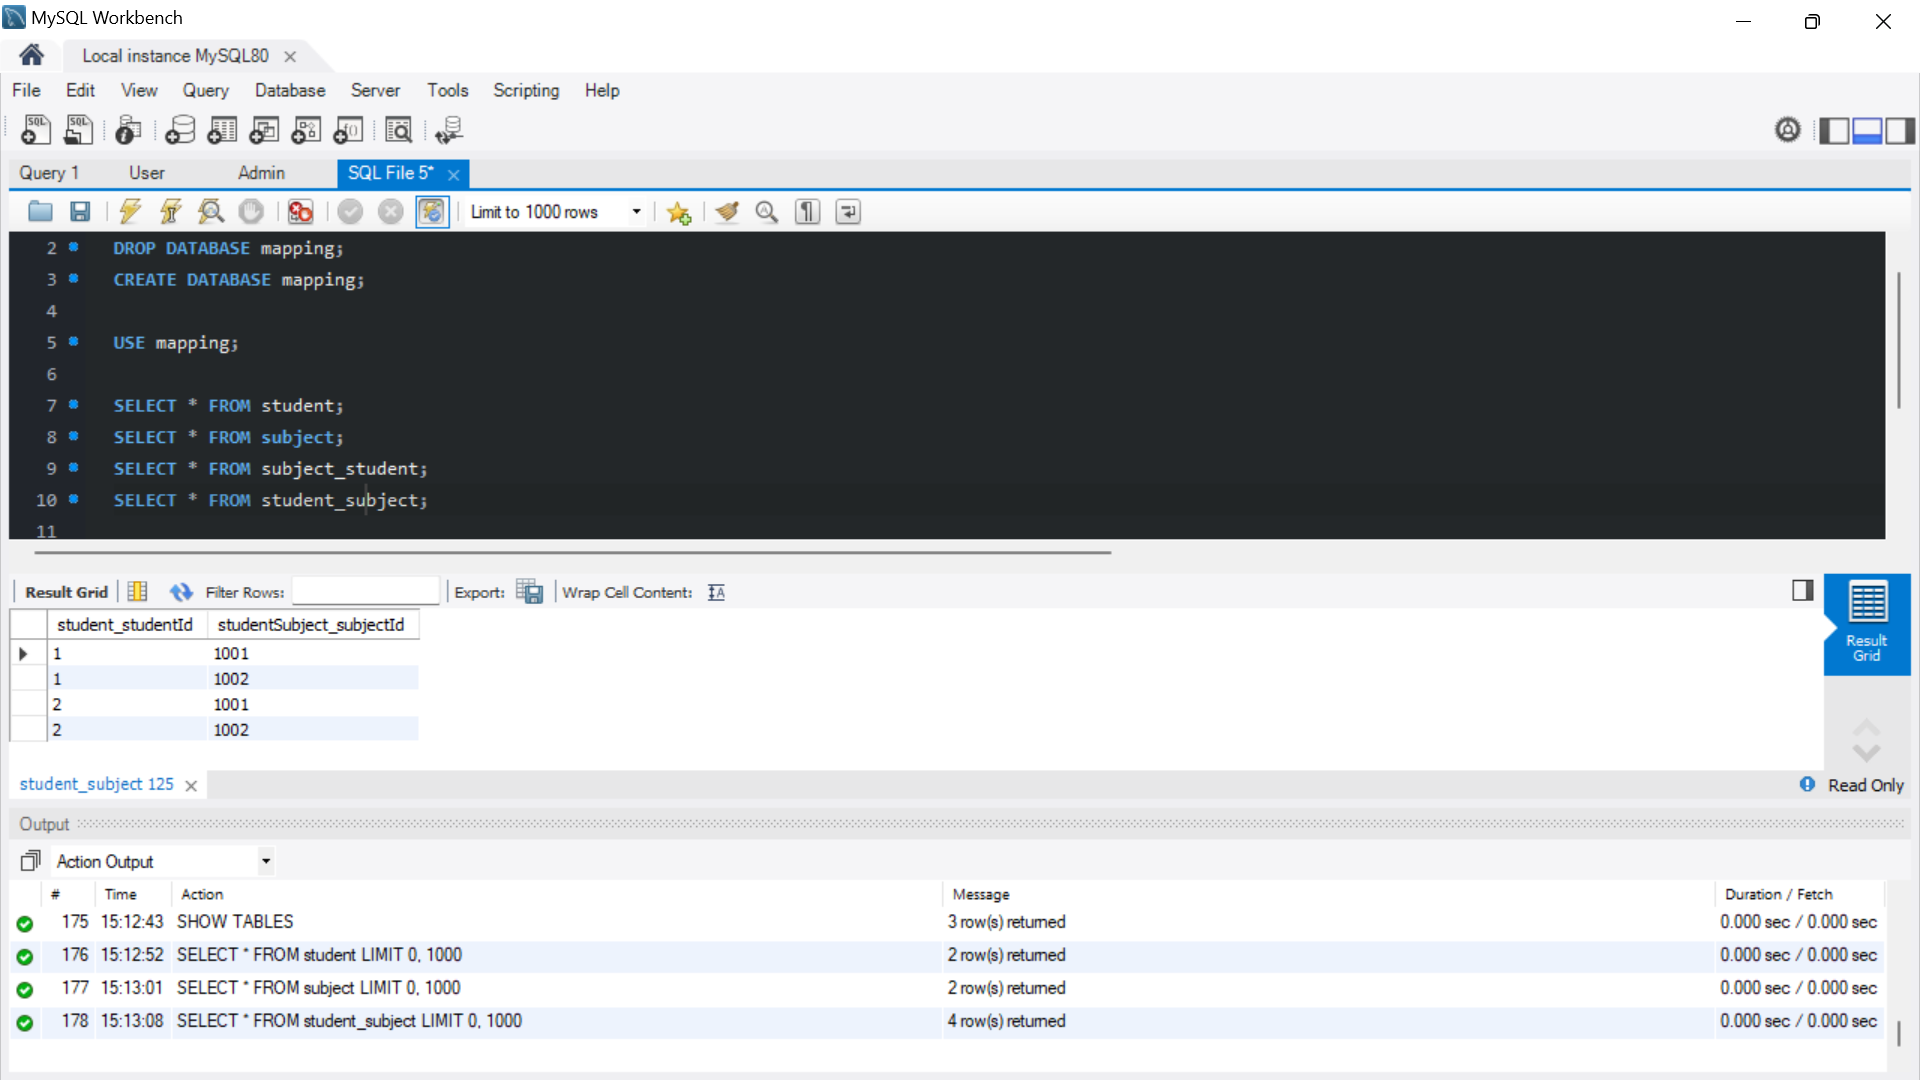 MySQL Workbench
Local instance MySQL80
File Edit View Query Database Server Tools Scripting Help
Query 1 User Admin SQL File 5*
Limit to 1000 rows
2 DROP DATABASE mapping;
3 CREATE DATABASE mapping;
4
5 USE mapping;
6
7 SELECT * FROM student;
8 SELECT * FROM subject;
9 SELECT * FROM subject_student;
10 SELECT * FROM student_subject;
11
Result Grid Filter Rows: Export: Wrap Cell Content:
student_studentId studentSubject_subjectId
1 1001
1 1002
2 1001
2 1002
Result
Grid
student_subject 125
Read Only
Output
Action Output
# Time Action Message Duration / Fetch
175 15:12:43 SHOW TABLES 3 row(s) returned 0.000 sec / 0.000 sec
176 15:12:52 SELECT * FROM student LIMIT 0, 1000 2 row(s) returned 0.000 sec / 0.000 sec
177 15:13:01 SELECT * FROM subject LIMIT 0, 1000 2 row(s) returned 0.000 sec / 0.000 sec
178 15:13:08 SELECT * FROM student_subject LIMIT 0, 1000 4 row(s) returned 0.000 sec / 0.000 sec